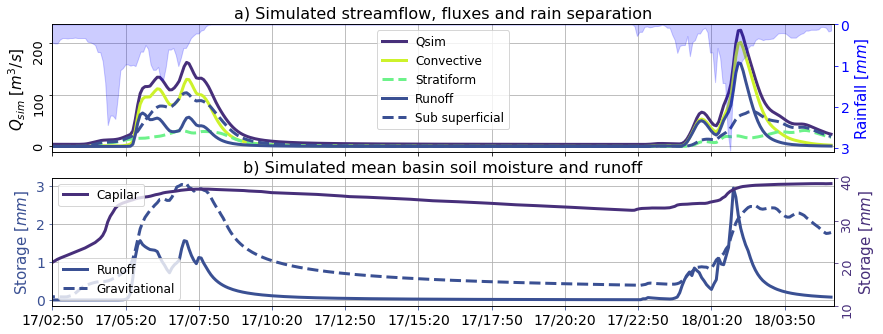 a) Simulated streamflow, fluxes and rain separation
Q_sim [m^3/s]
200
100
0
Qsim
Convective
Stratiform
Runoff
Sub superficial
0
1
2
3
Rainfall [mm]
b) Simulated mean basin soil moisture and runoff
Storage [mm]
3
2
1
0
Capilar
Runoff
Gravitational
40
30
20
10
Storage [mm]
17/02:50 17/05:20 17/07:50 17/10:20 17/12:50 17/15:20 17/17:50 17/20:20 17/22:50 18/01:20 18/03:50